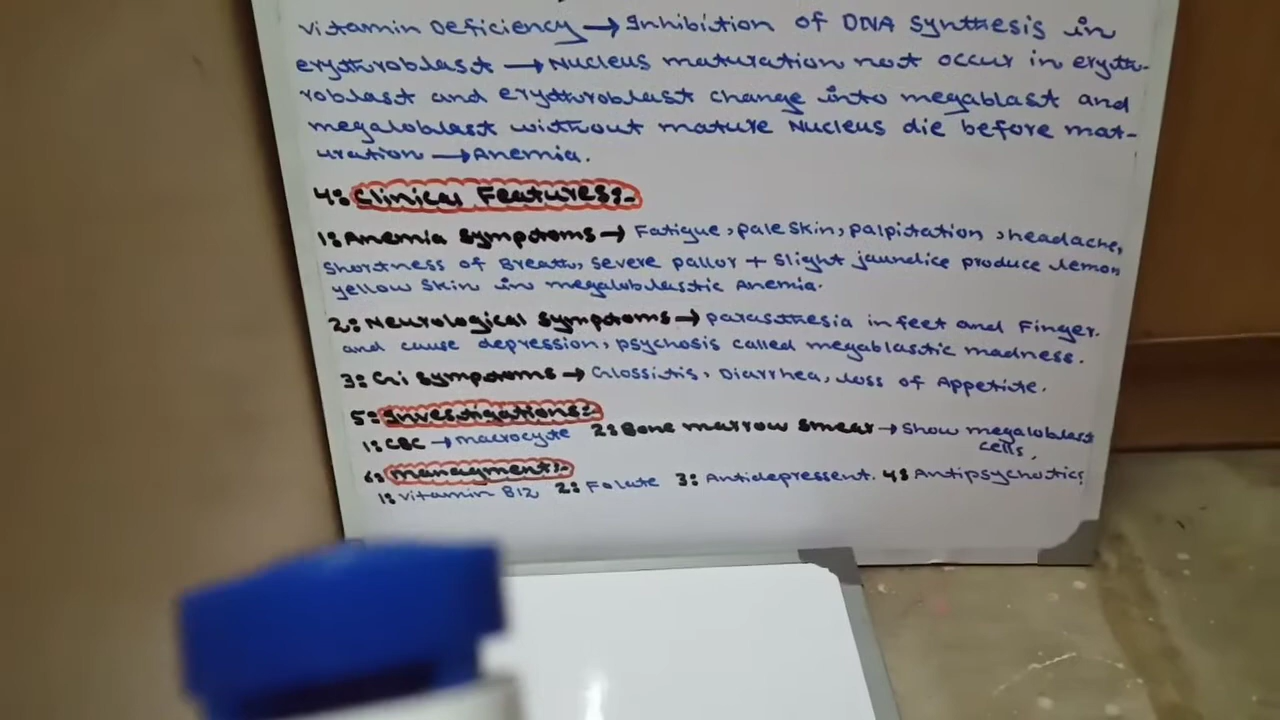 vitamin Deficiency → Inhibition of DNA synthesis in
erythroblast → Nucleus maturation not occur in eryth-
roblast and erythroblast change into megablast and
megaloblast without mature Nucleus die before mat-
uration → Anemia.
4: Clinical Features:-
1: Anemia Symptoms → Fatigue, pale skin, palpitation, headache,
Shortness of Breath, severe pallor + slight jaundice produce lemon
yellow skin in megaloblastic Anemia.
2: Neurological Symptoms → parasthesia in feet and Finger.
and cause depression, psychosis called megablastic madness.
3: Gi Symptoms → Glossitis, Diarrhea, loss of Appetite.
5: Investigations:-
1: CBC → macrocyte 2: Bone marrow smear → Show megaloblast
cells.
6: managment:-
1: vitamin B12 2: Folate 3: Antidepressent. 4: Antipsychotics